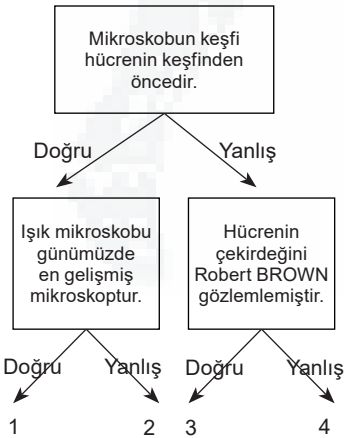 Mikroskobun keşfi
hücrenin keşfinden
öncedir.
Doğru
Yanlış
Işık mikroskobu
günümüzde
en gelişmiş
mikroskoptur.
Hücrenin
çekirdeğini
Robert BROWN
gözlemlemiştir.
Doğru
Yanlış
Doğru
Yanlış
1
2
3
4